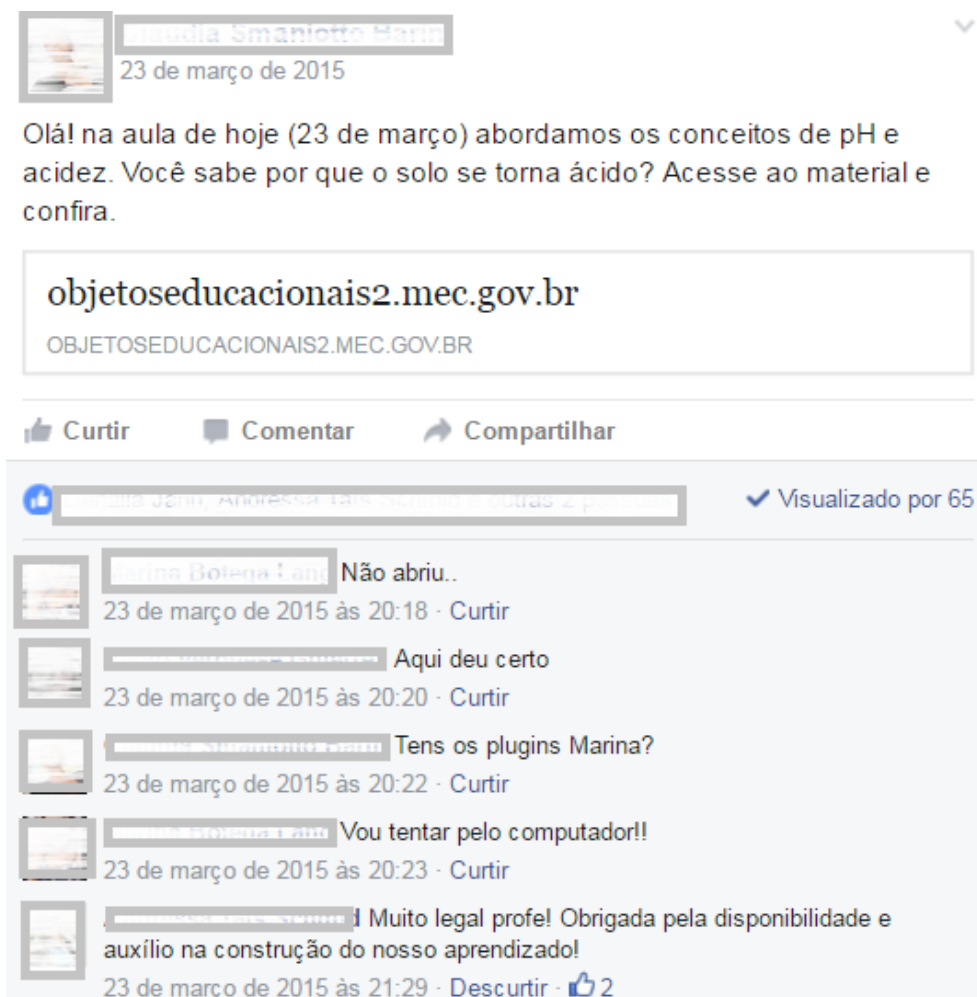 23 de março de 2015
Olá! na aula de hoje (23 de março) abordamos os conceitos de pH e
acidez. Você sabe por que o solo se torna ácido? Acesse ao material e
confira.
objetoseducacionais2.mec.gov.br
OBJETOSEDUCACIONAIS2.MEC.GOV.BR
Curtir Comentar Compartilhar
Visualizado por 65
Não abriu..
23 de março de 2015 às 20:18 · Curtir
Aqui deu certo
23 de março de 2015 às 20:20 · Curtir
Tens os plugins Marina?
23 de março de 2015 às 20:22 · Curtir
Vou tentar pelo computador!!
23 de março de 2015 às 20:23 · Curtir
Muito legal profe! Obrigada pela disponibilidade e
auxílio na construção do nosso aprendizado!
23 de março de 2015 às 21:29 · Descurtir · 2